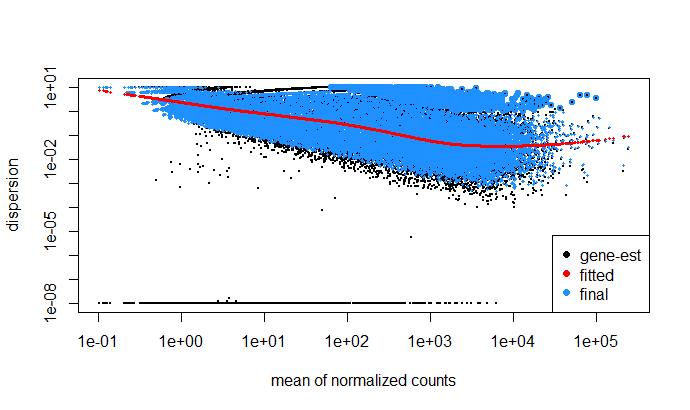 dispersion
1e+01
1e-02
1e-05
1e-08
gene-est
fitted
final
1e-01 1e+00 1e+01 1e+02 1e+03 1e+04 1e+05
mean of normalized counts